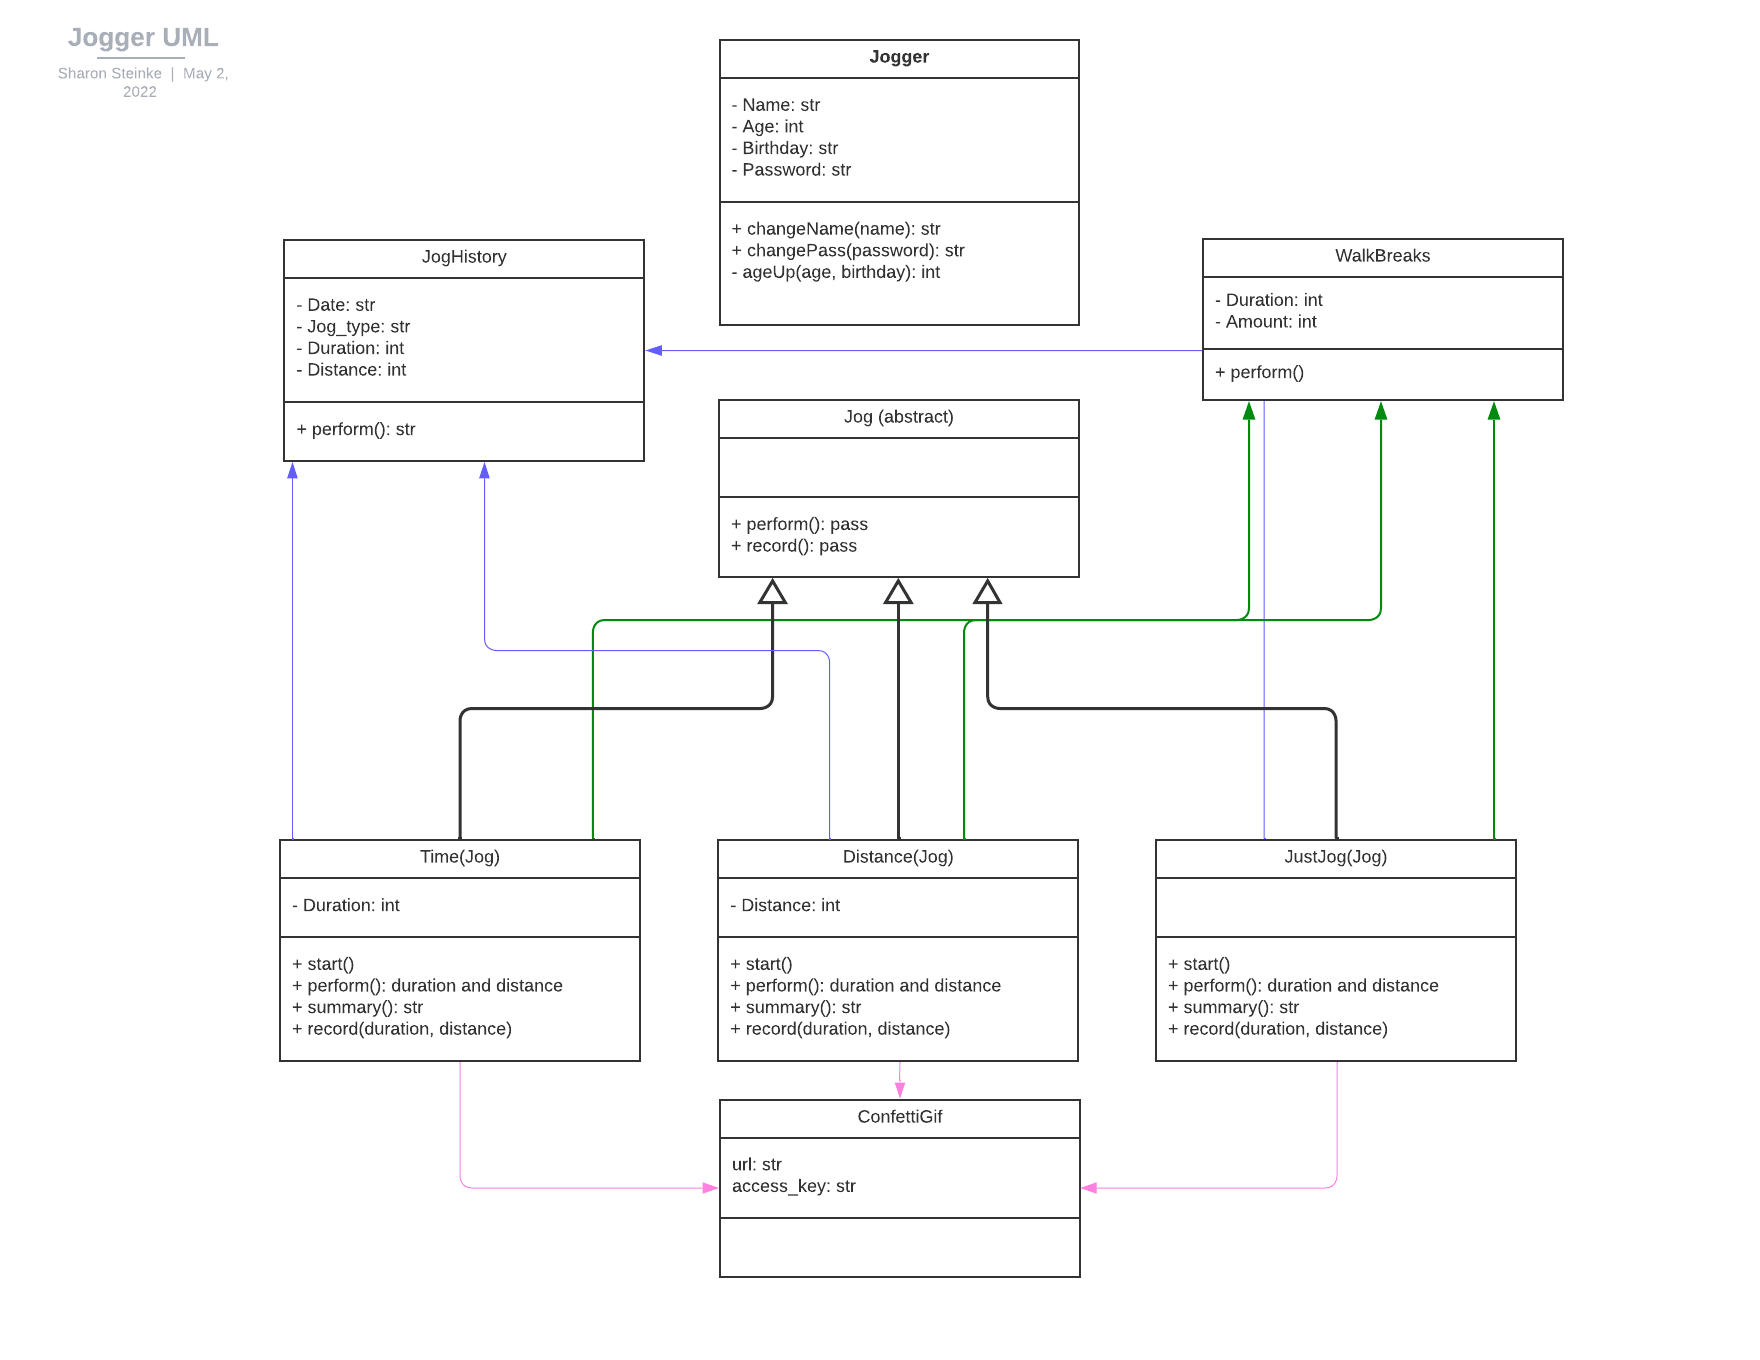 Jogger UML
Sharon Steinke | May 2,
2022
Jogger
- Name: str
- Age: int
- Birthday: str
- Password: str
+ changeName(name): str
+ changePass(password): str
- ageUp(age, birthday): int
JogHistory
- Date: str
- Jog_type: str
- Duration: int
- Distance: int
+ perform(): str
WalkBreaks
- Duration: int
- Amount: int
+ perform()
Jog (abstract)
+ perform(): pass
+ record(): pass
Time(Jog)
- Duration: int
+ start()
+ perform(): duration and distance
+ summary(): str
+ record(duration, distance)
Distance(Jog)
- Distance: int
+ start()
+ perform(): duration and distance
+ summary(): str
+ record(duration, distance)
JustJog(Jog)
+ start()
+ perform(): duration and distance
+ summary(): str
+ record(duration, distance)
ConfettiGif
url: str
access_key: str